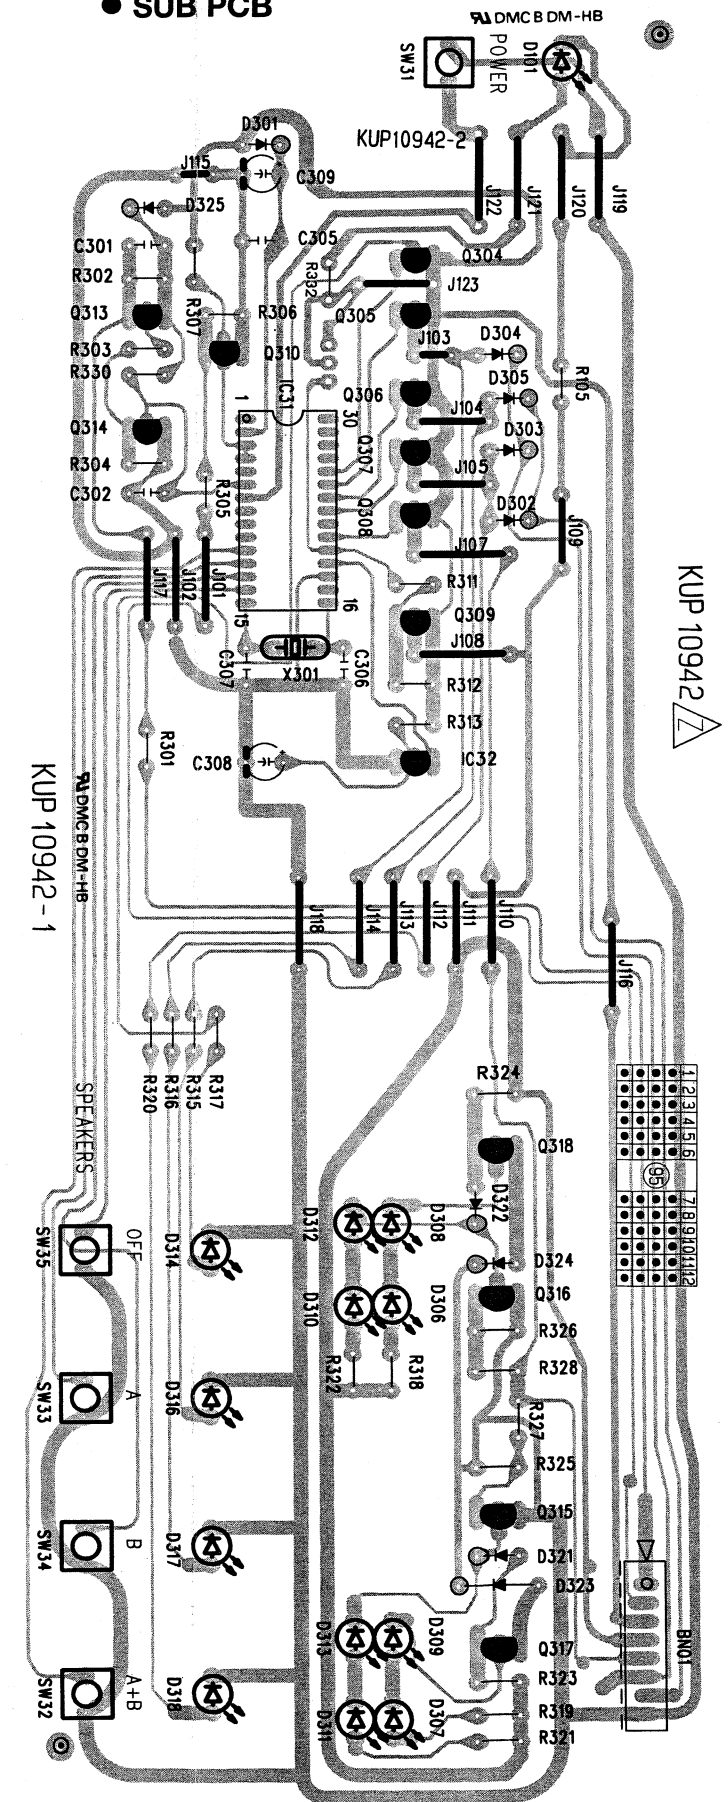 ● SUB PCB
DMC B DM-HB
SW31
POWER
D101
KUP10942-2
D301
J115
C309
D325
C301
C305
R302
R332
Q304
J122
J121
J120
J119
J123
Q313
R307
R306
Q305
R303
Q310
J103
D304
R330
IC31
1
30
Q306
D305
R105
J104
Q314
Q307
D303
R304
J105
C302
R305
Q308
D302
J109
J107
J117
J102
J101
R311
15
16
Q309
J108
C307
X301
C306
R312
KUP 10942
Z
R301
R313
C308
IC32
KUP 10942-1
DMC B DM-HB
J118
J114
J113
J112
J111
J110
J116
R320
R316
R315
R317
R324
1 2 3 4 5 6
95
7 8 9 10 11 12
SPEAKERS
Q318
D322
SW35
OFF
D314
D312
D308
D324
D310
D306
Q316
R326
R322
R318
R328
SW33
A
D316
R327
R325
Q315
SW34
B
D317
D321
D323
BN01
D313
D309
Q317
SW32
A+B
D318
R323
D311
D307
R319
R321